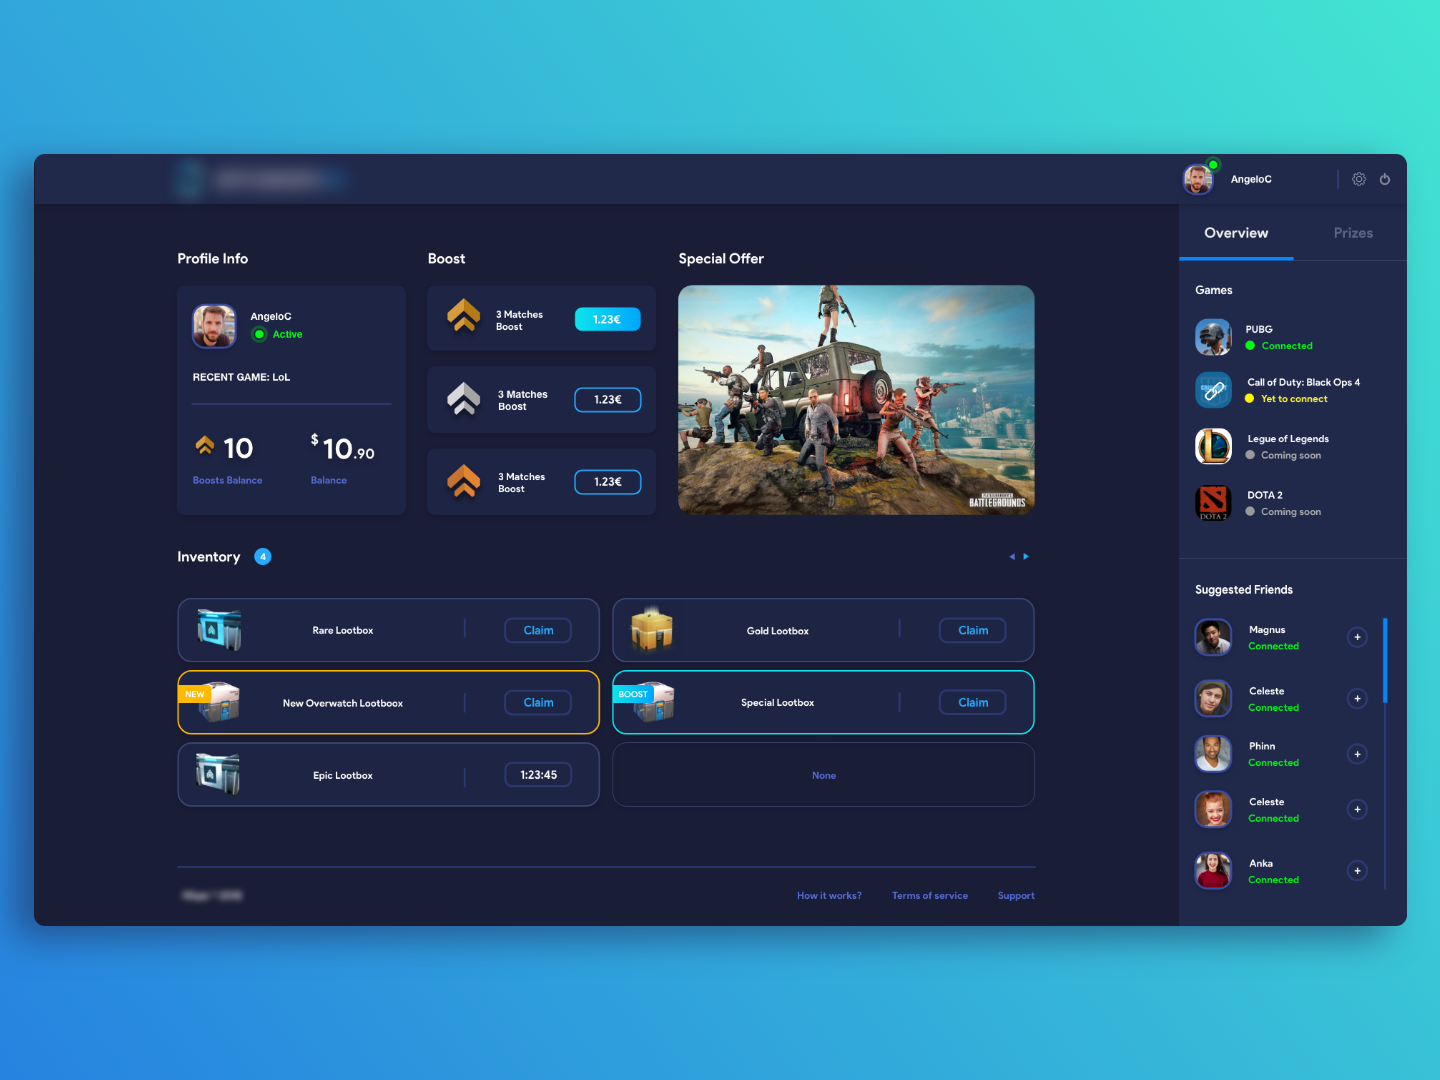 AngeloC
Overview
Prizes
Profile Info
Boost
Special Offer
AngeloC
Active
RECENT GAME: LoL
10
$10.90
Boosts Balance
Balance
3 Matches
Boost
1.23€
3 Matches
Boost
1.23€
3 Matches
Boost
1.23€
BATTLEGROUNDS
Games
PUBG
Connected
Call of Duty: Black Ops 4
Yet to connect
Legue of Legends
Coming soon
DOTA 2
DOTA 2
Coming soon
Inventory
4
Rare Lootbox
Claim
Gold Lootbox
Claim
NEW
New Overwatch Lootboox
Claim
BOOST
Special Lootbox
Claim
Epic Lootbox
1:23:45
None
Suggested Friends
Magnus
Connected
+
Celeste
Connected
+
Phinn
Connected
+
Celeste
Connected
+
Anka
Connected
+
How it works?
Terms of service
Support